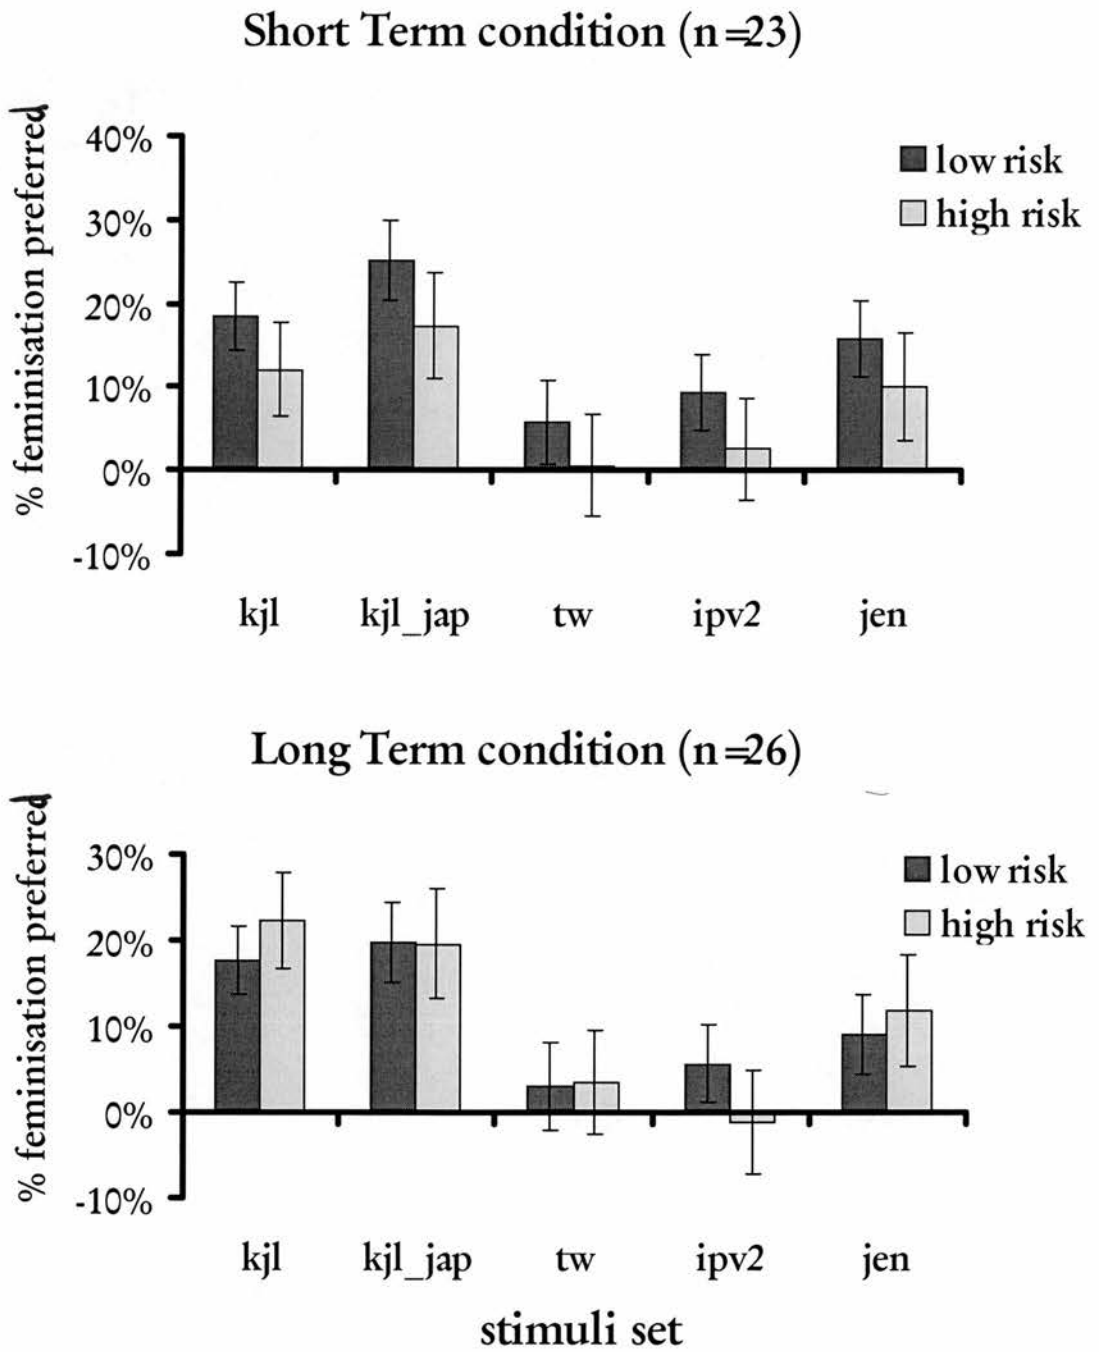 Short Term condition (n=23)
% feminisation preferred
40%
30%
20%
10%
0%
-10%
low risk
high risk
kjl kjl_jap tw ipv2 jen
Long Term condition (n=26)
% feminisation preferred
30%
20%
10%
0%
-10%
low risk
high risk
kjl kjl_jap tw ipv2 jen
stimuli set